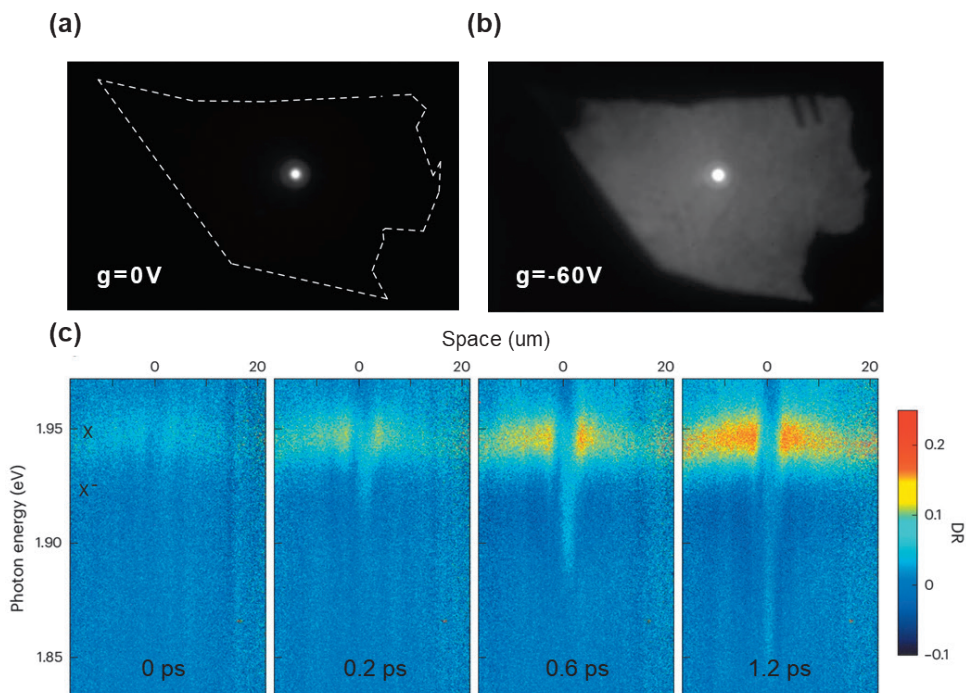 (a)
(b)
g=0V
g=-60V
(c)
Space (um)
0 20 0 20 0 20 0 20
1.95
X
X⁻
1.90
1.85
Photon energy (eV)
0 ps 0.2 ps 0.6 ps 1.2 ps
0.2
0.1
0
−0.1
DR